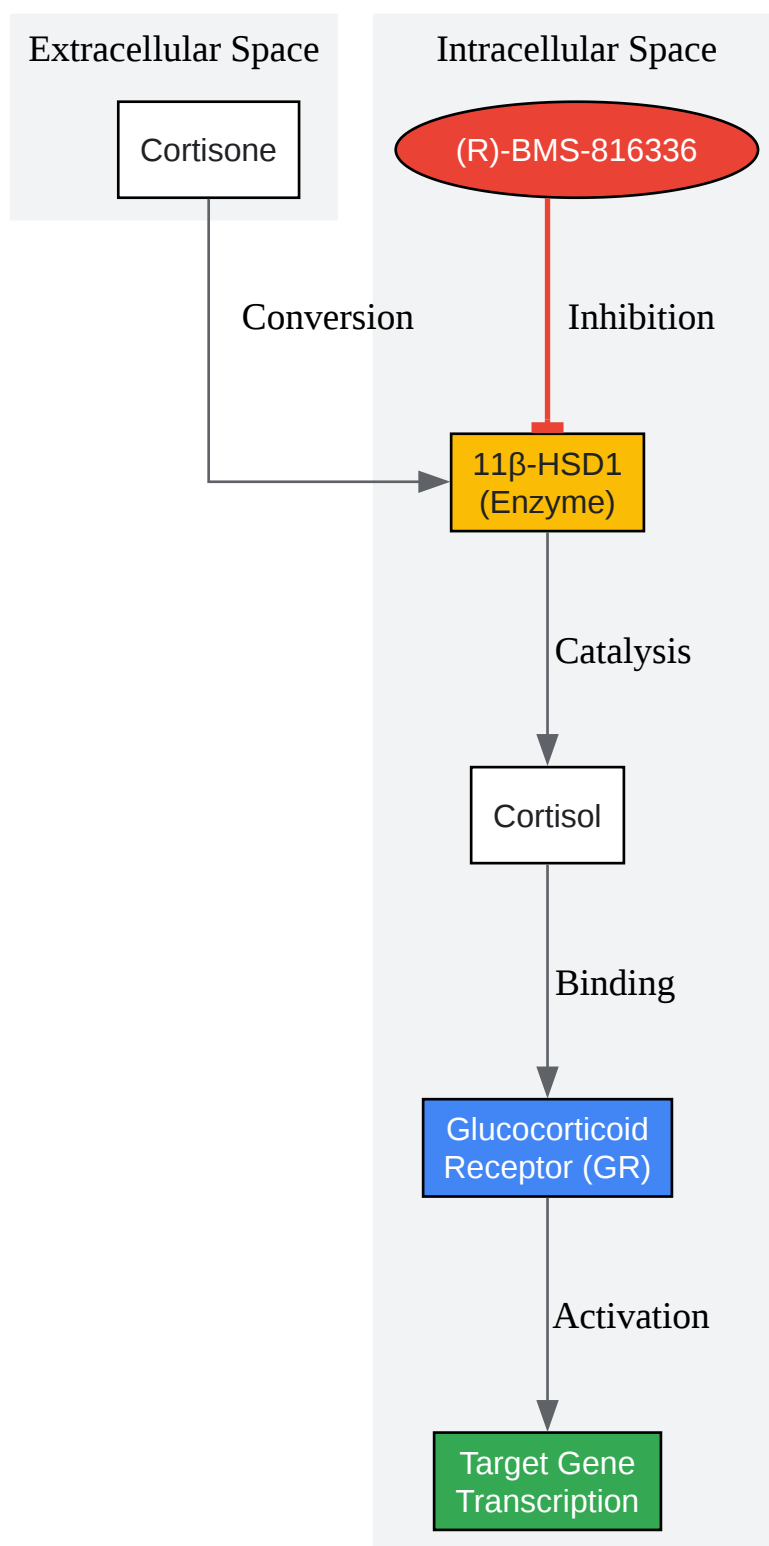 Extracellular Space
Intracellular Space
Cortisone
(R)-BMS-816336
Conversion
Inhibition
11β-HSD1
(Enzyme)
Catalysis
Cortisol
Binding
Glucocorticoid
Receptor (GR)
Activation
Target Gene
Transcription